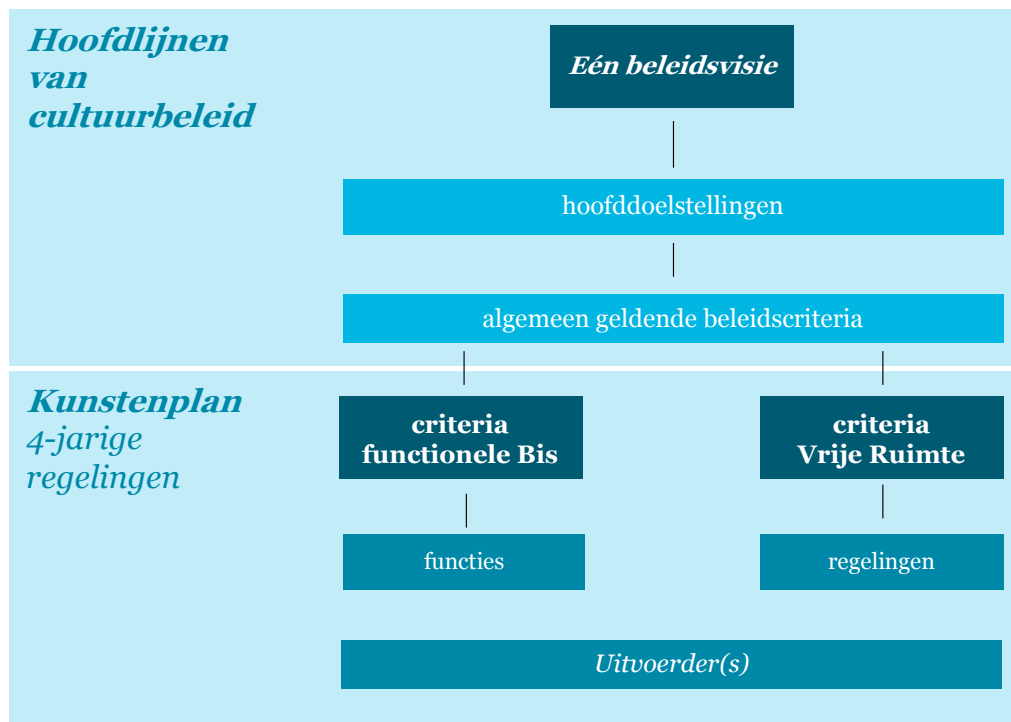 Hoofdlijnen
van
cultuurbeleid
Eén beleidsvisie
hoofddoelstellingen
algemeen geldende beleidscriteria
Kunstenplan
4-jarige
regelingen
criteria
functionele Bis
criteria
Vrije Ruimte
functies
regelingen
Uitvoerder(s)